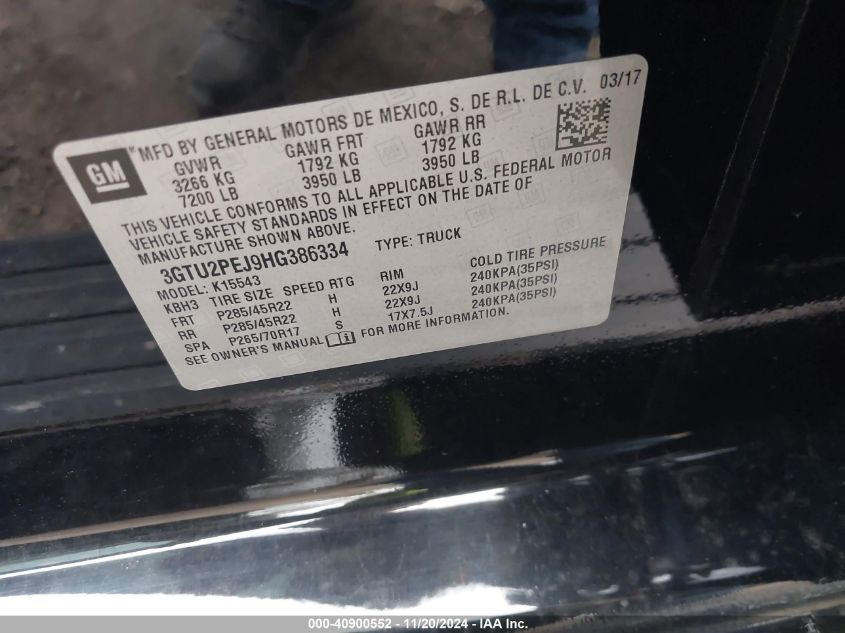 GM
MFD BY GENERAL MOTORS DE MEXICO, S. DE R.L. DE C.V. 03/17
GVWR GAWR FRT GAWR RR
3266 KG 1792 KG 1792 KG
7200 LB 3950 LB 3950 LB
THIS VEHICLE CONFORMS TO ALL APPLICABLE U.S. FEDERAL MOTOR
VEHICLE SAFETY STANDARDS IN EFFECT ON THE DATE OF
MANUFACTURE SHOWN ABOVE.
3GTU2PEJ9HG386334 TYPE: TRUCK
MODEL: K15543
KBH3 TIRE SIZE SPEED RTG RIM COLD TIRE PRESSURE
FRT P285/45R22 H 22X9J 240KPA(35PSI)
RR P285/45R22 H 22X9J 240KPA(35PSI)
SPA P265/70R17 S 17X7.5J 240KPA(35PSI)
SEE OWNER'S MANUAL FOR MORE INFORMATION.
000-40900552 - 11/20/2024 - IAA Inc.